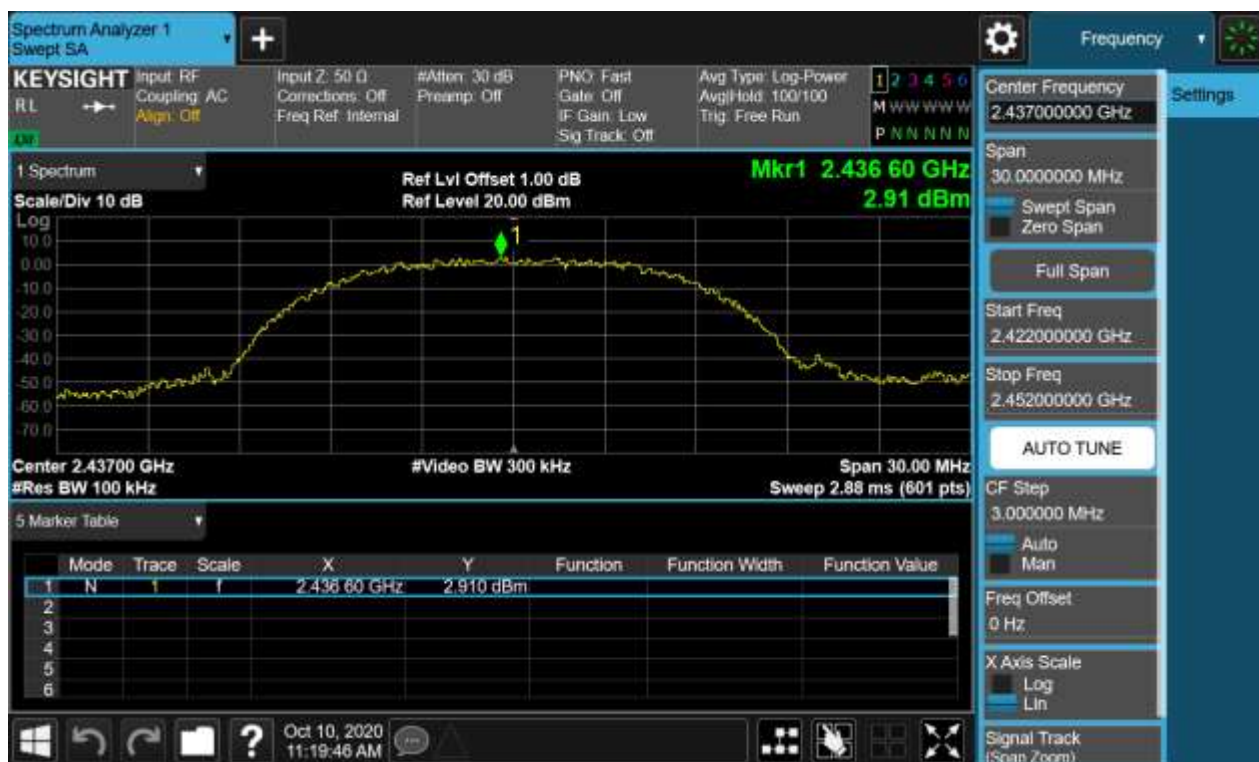 Spectrum Analyzer 1
Swept SA
Frequency
KEYSIGHT
RL
Input: RF
Coupling: AC
Align: Off
Input Z: 50 Ω
Corrections: Off
Freq Ref: Internal
#Atten: 30 dB
Preamp: Off
PNO: Fast
Gate: Off
IF Gain: Low
Sig Track: Off
Avg Type: Log-Power
Avg|Hold: 100/100
Trig: Free Run
1 2 3 4 5 6
M W W W W W
P N N N N N
1 Spectrum
Scale/Div 10 dB
Ref Lvl Offset 1.00 dB
Ref Level 20.00 dBm
Mkr1 2.436 60 GHz
2.91 dBm
Log
10.0
0.00
-10.0
-20.0
-30.0
-40.0
-50.0
-60.0
-70.0
1
Center 2.43700 GHz
#Res BW 100 kHz
#Video BW 300 kHz
Span 30.00 MHz
Sweep 2.88 ms (601 pts)
5 Marker Table
Mode Trace Scale X Y Function Function Width Function Value
1 N 1 f 2.436 60 GHz 2.910 dBm
2
3
4
5
6
Oct 10, 2020
11:19:46 AM
?
Center Frequency
2.437000000 GHz
Settings
Span
30.0000000 MHz
Swept Span
Zero Span
Full Span
Start Freq
2.422000000 GHz
Stop Freq
2.452000000 GHz
AUTO TUNE
CF Step
3.000000 MHz
Auto
Man
Freq Offset
0 Hz
X Axis Scale
Log
Lin
Signal Track
(Span Zoom)